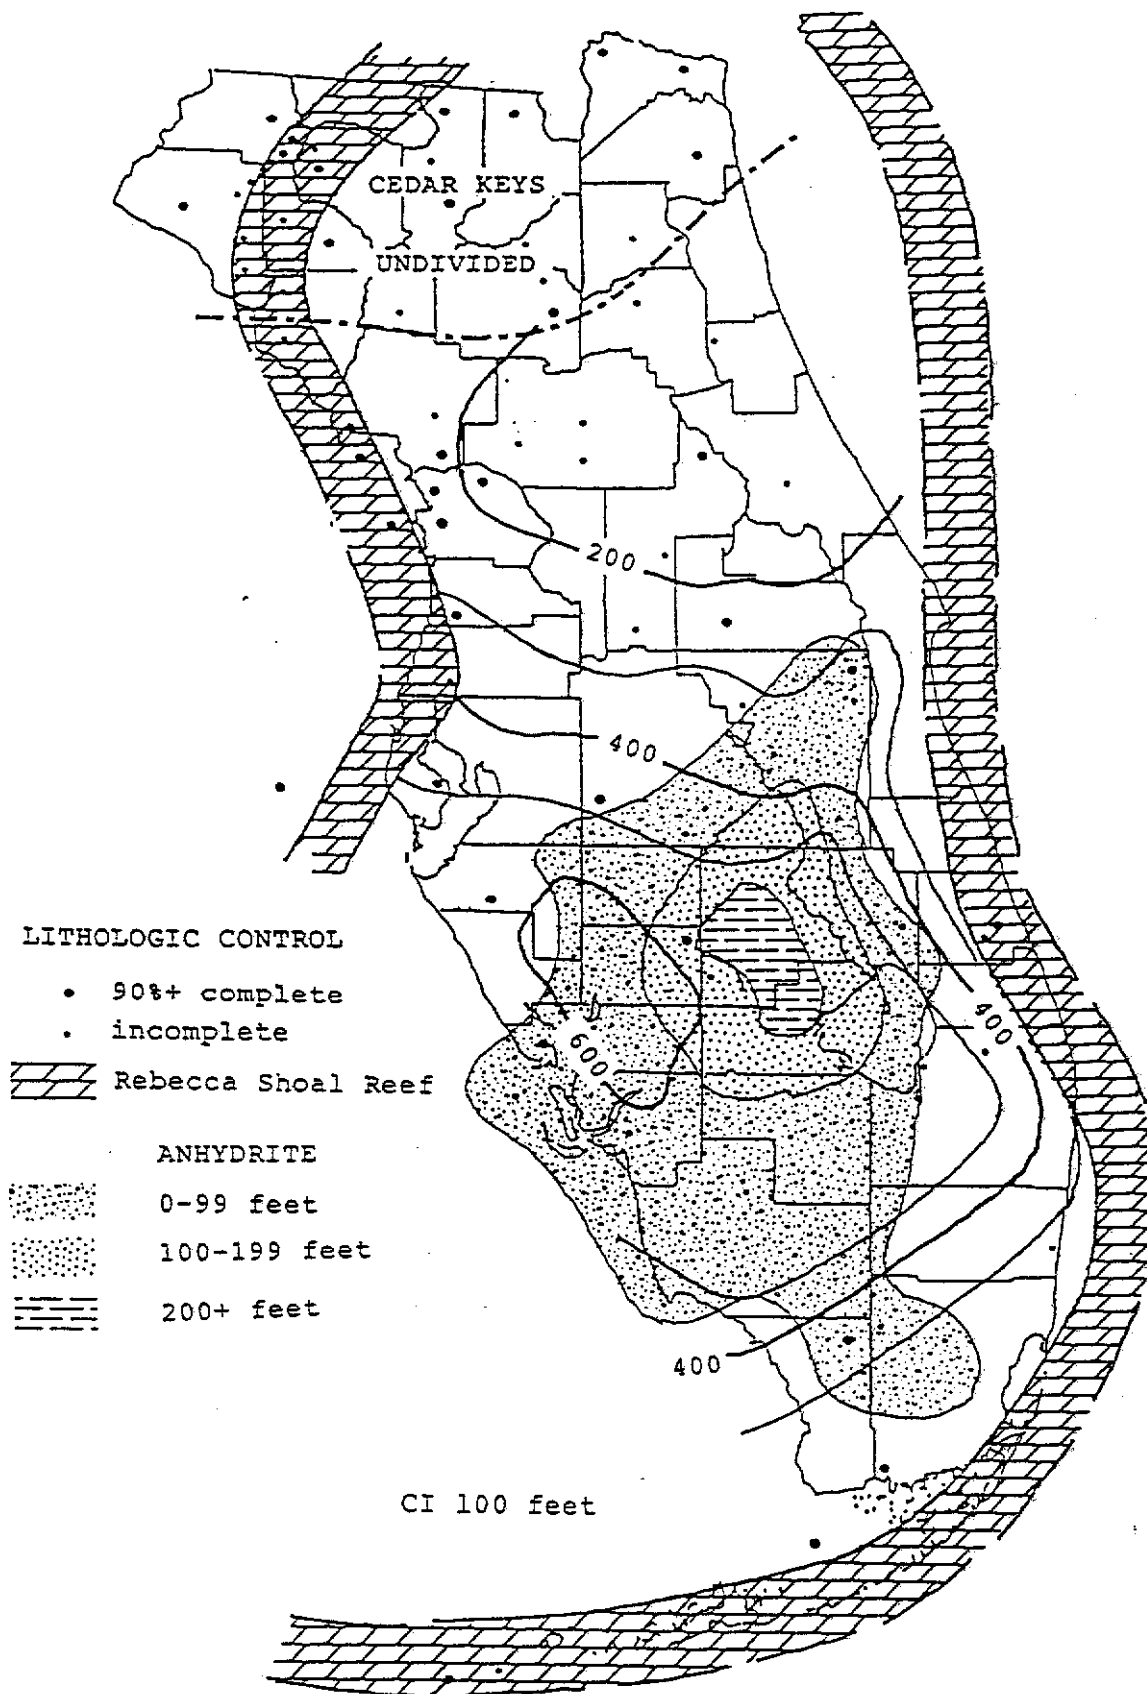 CEDAR KEYS
UNDIVIDED
200
400
LITHOLOGIC CONTROL
90%+ complete
incomplete
Rebecca Shoal Reef
400
600
ANHYDRITE
0-99 feet
100-199 feet
200+ feet
400
CI 100 feet